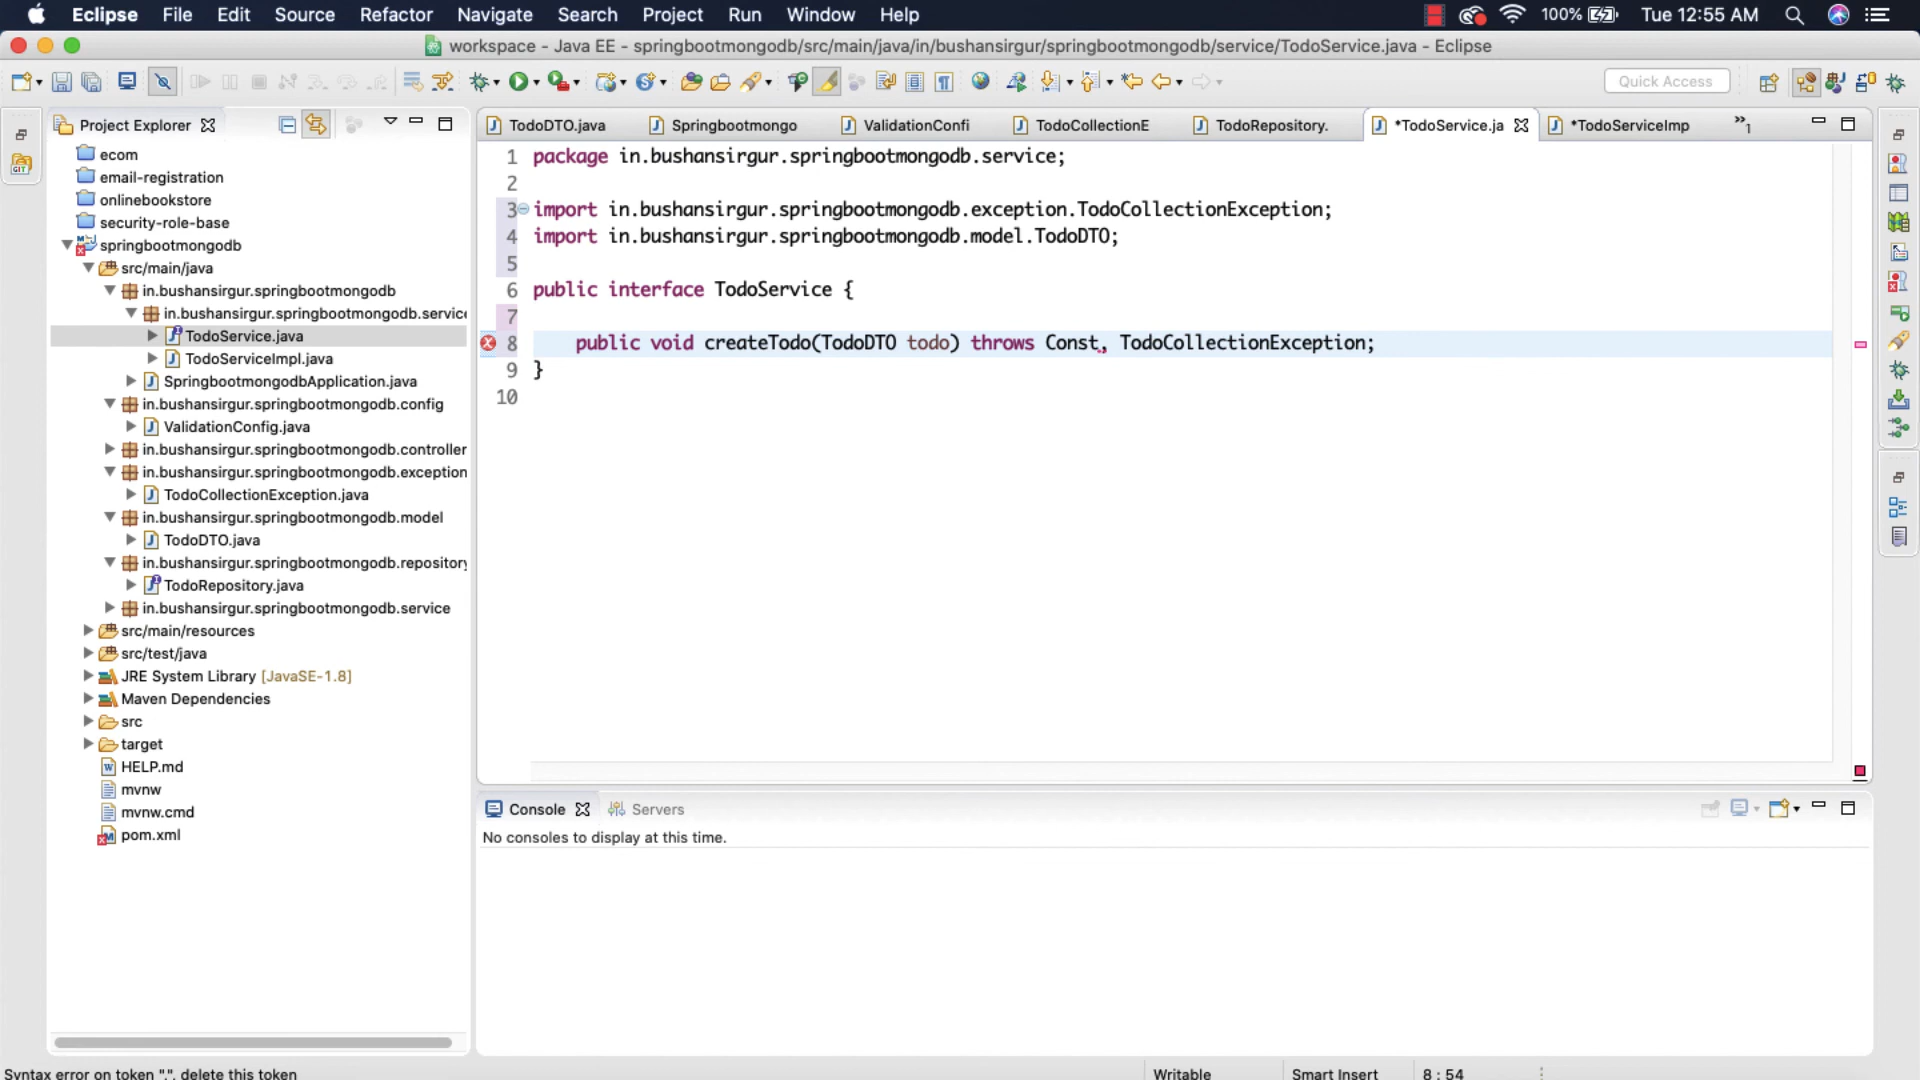 Eclipse File Edit Source Refactor Navigate Search Project Run Window Help 100% Tue 12:55 AM
workspace - Java EE - springbootmongodb/src/main/java/in/bushansirgur/springbootmongodb/service/TodoService.java - Eclipse
Quick Access
Project Explorer
ecom
email-registration
onlinebookstore
security-role-base
springbootmongodb
src/main/java
in.bushansirgur.springbootmongodb
in.bushansirgur.springbootmongodb.service
TodoService.java
TodoServiceImpl.java
SpringbootmongodbApplication.java
in.bushansirgur.springbootmongodb.config
ValidationConfig.java
in.bushansirgur.springbootmongodb.controller
in.bushansirgur.springbootmongodb.exception
TodoCollectionException.java
in.bushansirgur.springbootmongodb.model
TodoDTO.java
in.bushansirgur.springbootmongodb.repository
TodoRepository.java
in.bushansirgur.springbootmongodb.service
src/main/resources
src/test/java
JRE System Library [JavaSE-1.8]
Maven Dependencies
src
target
HELP.md
mvnw
mvnw.cmd
pom.xml
TodoDTO.java Springbootmongo ValidationConfi TodoCollectionE TodoRepository. *TodoService.ja *TodoServiceImp »1
1 package in.bushansirgur.springbootmongodb.service;
2
3 import in.bushansirgur.springbootmongodb.exception.TodoCollectionException;
4 import in.bushansirgur.springbootmongodb.model.TodoDTO;
5
6 public interface TodoService {
7
8 public void createTodo(TodoDTO todo) throws Const, TodoCollectionException;
9 }
10
Console Servers
No consoles to display at this time.
Syntax error on token ",", delete this token Writable Smart Insert 8 : 54